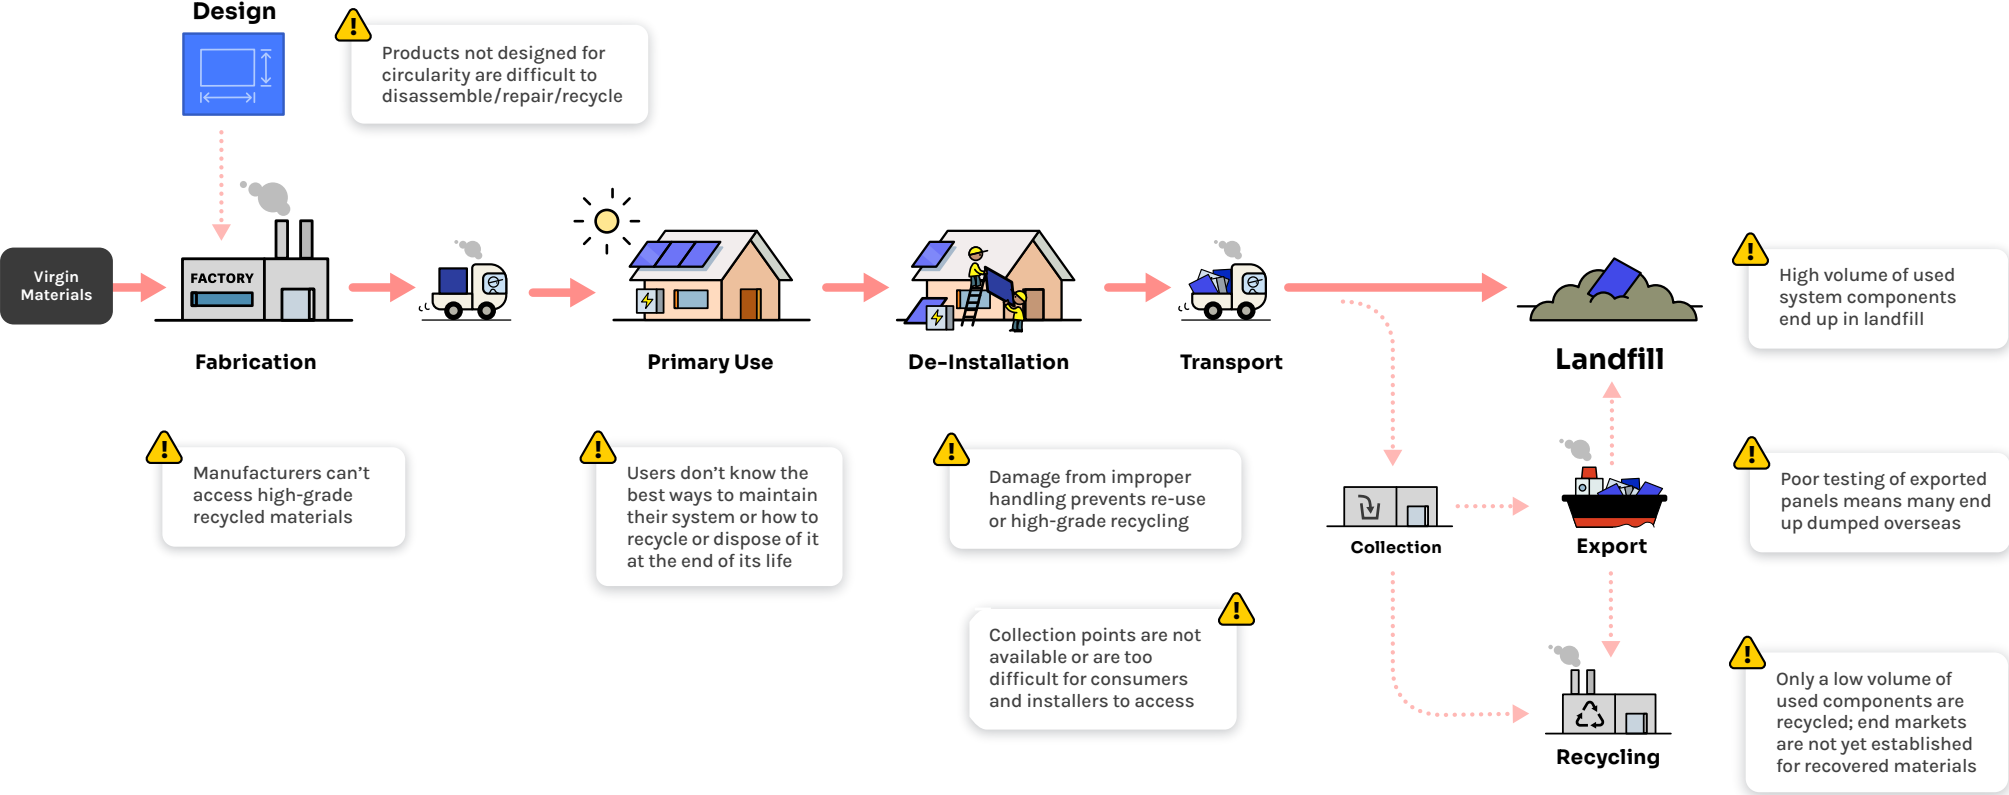 Design
Products not designed for
circularity are difficult to
disassemble/repair/recycle
Virgin
Materials
FACTORY
Fabrication
Primary Use
De-Installation
Transport
Landfill
High volume of used
system components
end up in landfill
Manufacturers can’t
access high-grade
recycled materials
Users don’t know the
best ways to maintain
their system or how to
recycle or dispose of it
at the end of its life
Damage from improper
handling prevents re-use
or high-grade recycling
Collection points are not
available or are too
difficult for consumers
and installers to access
Collection
Export
Poor testing of exported
panels means many end
up dumped overseas
Recycling
Only a low volume of
used components are
recycled; end markets
are not yet established
for recovered materials